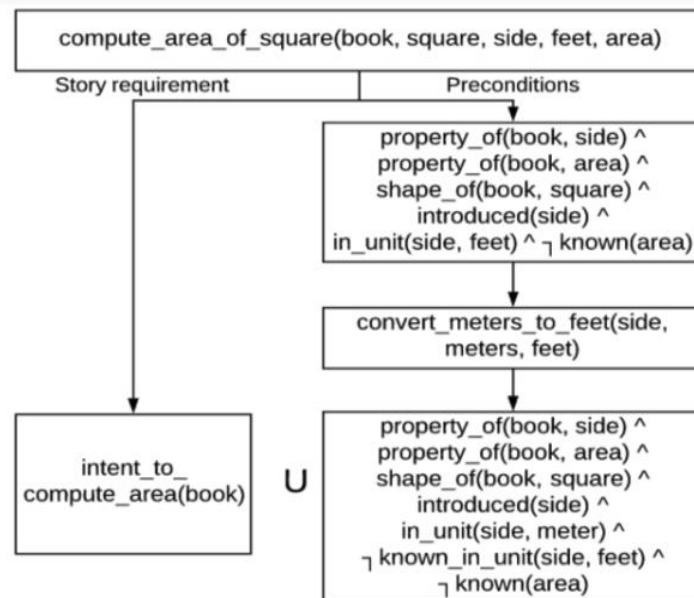 compute_area_of_square(book, square, side, feet, area)
Story requirement
Preconditions
property_of(book, side) ^
property_of(book, area) ^
shape_of(book, square) ^
introduced(side) ^
in_unit(side, feet) ^ ┐ known(area)
convert_meters_to_feet(side,
meters, feet)
intent_to_
compute_area(book)
U
property_of(book, side) ^
property_of(book, area) ^
shape_of(book, square) ^
introduced(side) ^
in_unit(side, meter) ^
┐ known_in_unit(side, feet) ^
┐ known(area)